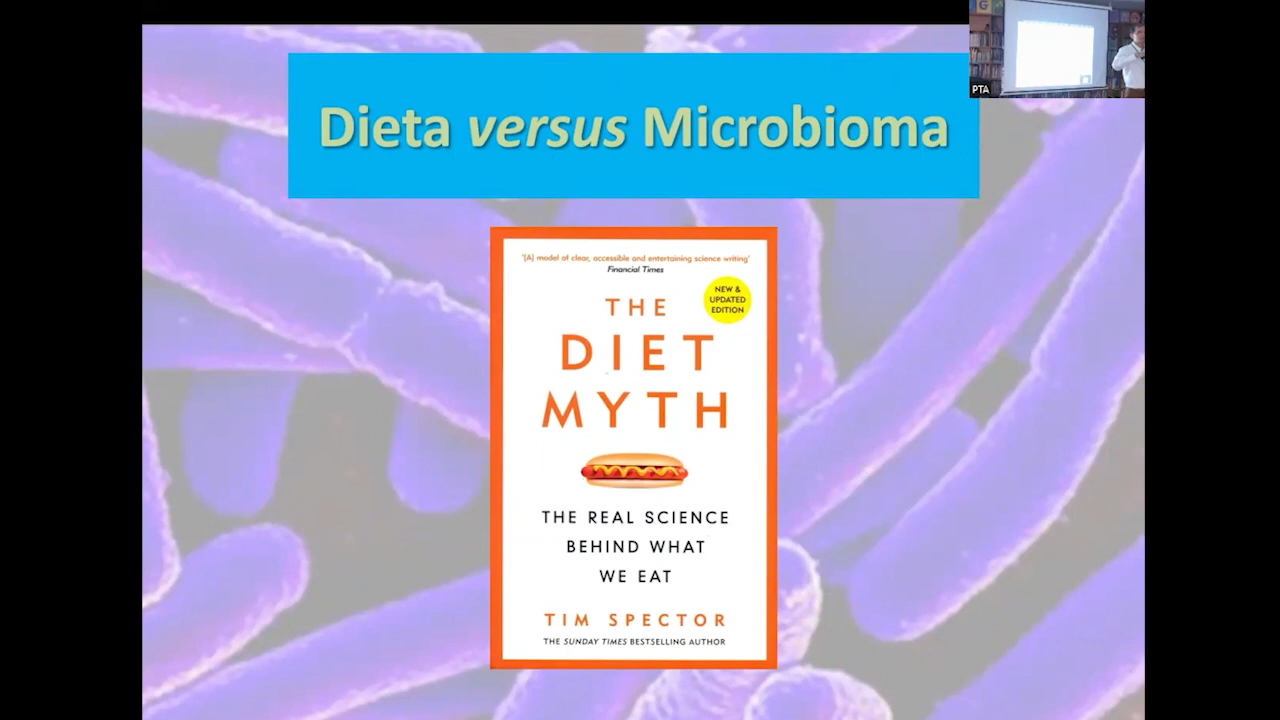 Dieta versus Microbioma
PTA
'(A) model of clear, accessible and entertaining science writing'
Financial Times
NEW &
UPDATED
EDITION
THE
DIET
MYTH
THE REAL SCIENCE
BEHIND WHAT
WE EAT
TIM SPECTOR
THE SUNDAY TIMES BESTSELLING AUTHOR